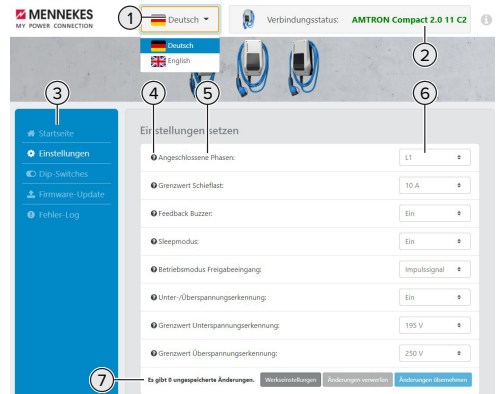 MENNEKES
MY POWER CONNECTION
1
Deutsch
Verbindungsstatus: AMTRON Compact 2.0 11 C2
Deutsch
English
2
3
4
5
6
Startseite
Einstellungen
Dip-Switches
Firmware-Update
Fehler-Log
Einstellungen setzen
Angeschlossene Phasen: L1
Grenzwert Schieflast: 10 A
Feedback Buzzer: Ein
Sleepmodus: Ein
Betriebsmodus Freigabeeingang: Impulssignal
Unter-/Überspannungserkennung: Ein
Grenzwert Unterspannungserkennung: 195 V
Grenzwert Überspannungserkennung: 250 V
7
Es gibt 0 ungespeicherte Änderungen. Werkseinstellungen Änderungen verwerfen Änderungen übernehmen